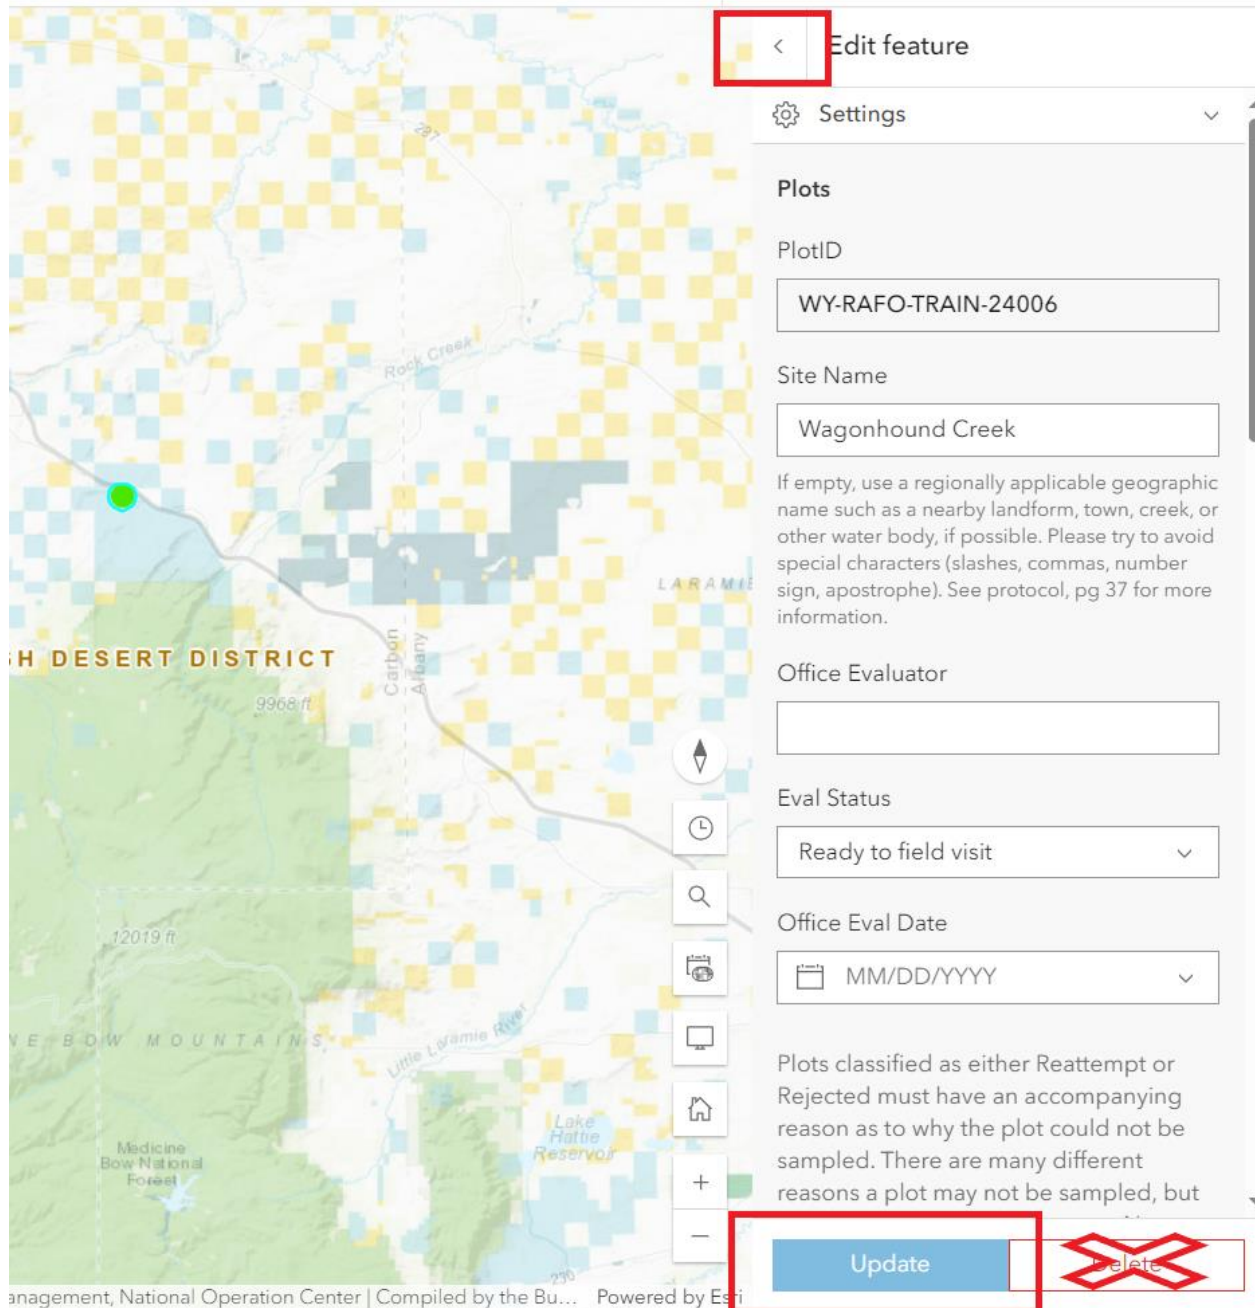 Edit feature
Settings
Plots
PlotID
WY-RAFO-TRAIN-24006
Site Name
Wagonhound Creek
If empty, use a regionally applicable geographic
name such as a nearby landform, town, creek, or
other water body, if possible. Please try to avoid
special characters (slashes, commas, number
sign, apostrophe). See protocol, pg 37 for more
information.
Office Evaluator
Eval Status
Ready to field visit
Office Eval Date
MM/DD/YYYY
Plots classified as either Reattempt or
Rejected must have an accompanying
reason as to why the plot could not be
sampled. There are many different
reasons a plot may not be sampled, but
Update
Delete
287
Rock Creek
LARAMIE
H DESERT DISTRICT
Carbon
Albany
9968 ft
12019 ft
NE BOW MOUNTAINS
Little Laramie River
Lake
Hattie
Reservoir
Medicine
Bow National
Forest
230
anagement, National Operation Center | Compiled by the Bu... Powered by Esri